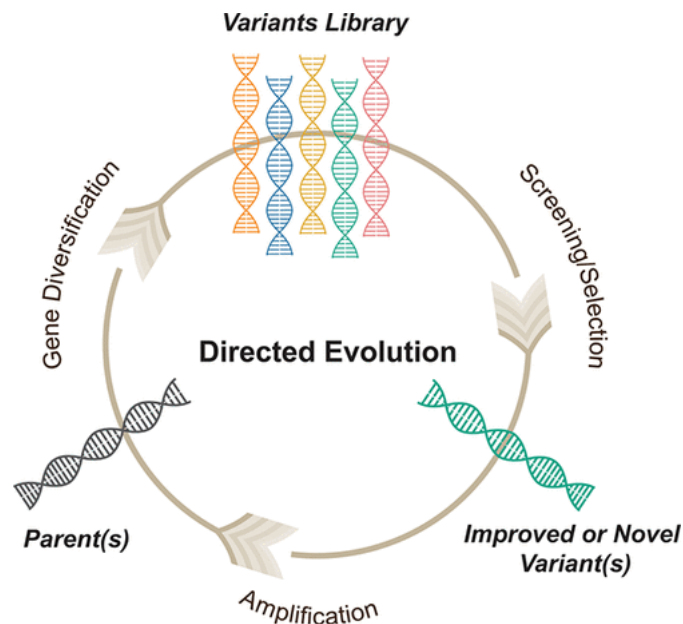 Variants Library
Gene Diversification
Screening/Selection
Directed Evolution
Parent(s)
Improved or Novel
Variant(s)
Amplification